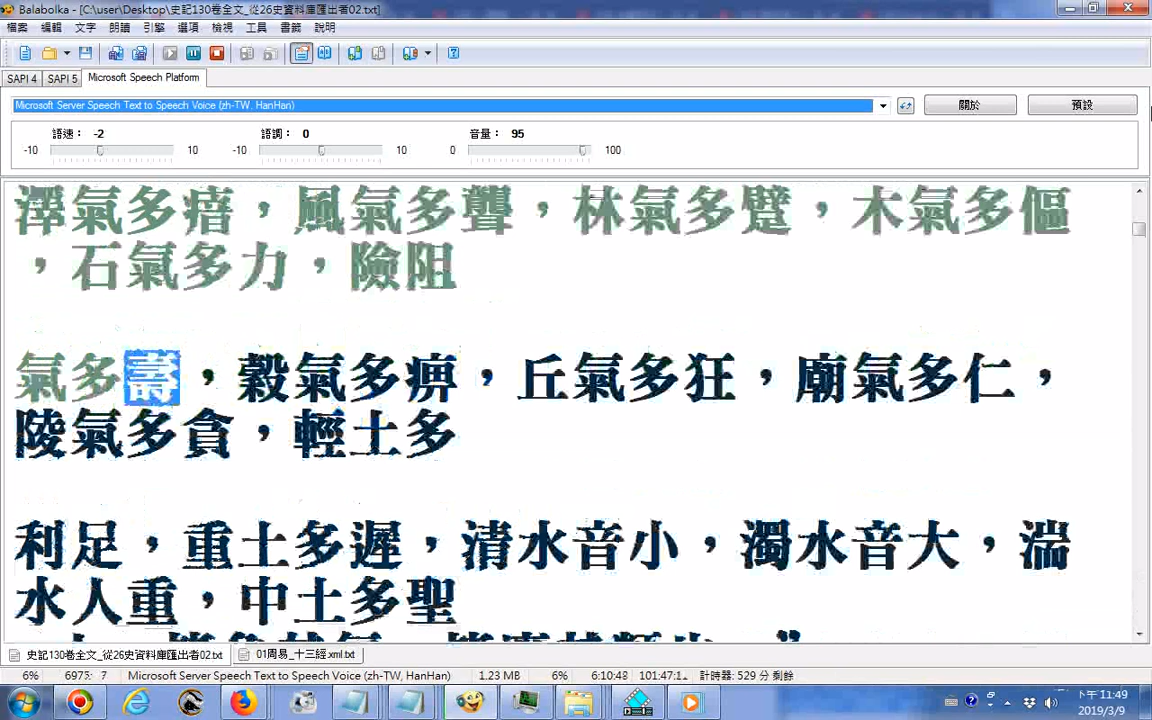 Balabolka - [C:\user\Desktop\史記130卷全文_從26史資料庫匯出者02.txt]
檔案 編輯 文字 朗讀 引擎 選項 檢視 工具 書籤 說明
SAPI 4 SAPI 5 Microsoft Speech Platform
Microsoft Server Speech Text to Speech Voice (zh-TW, HanHan)
關於 預設
語速： -2 語調： 0 音量： 95
-10 10 -10 10 0 100
澤氣多瘖，風氣多聾，林氣多躄，木氣多傴
，石氣多力，險阻
氣多壽，穀氣多痹，丘氣多狂，廟氣多仁，
陵氣多貪，輕土多
利足，重土多遲，清水音小，濁水音大，湍
水人重，中土多聖
史記130卷全文_從26史資料庫匯出者02.txt 01周易_十三經.xml.txt
6% 6975: 7 Microsoft Server Speech Text to Speech Voice (zh-TW, HanHan) 1.23 MB 6% 6:10:48 計時器: 529 分 剩餘
下午 11:49
2019/3/9